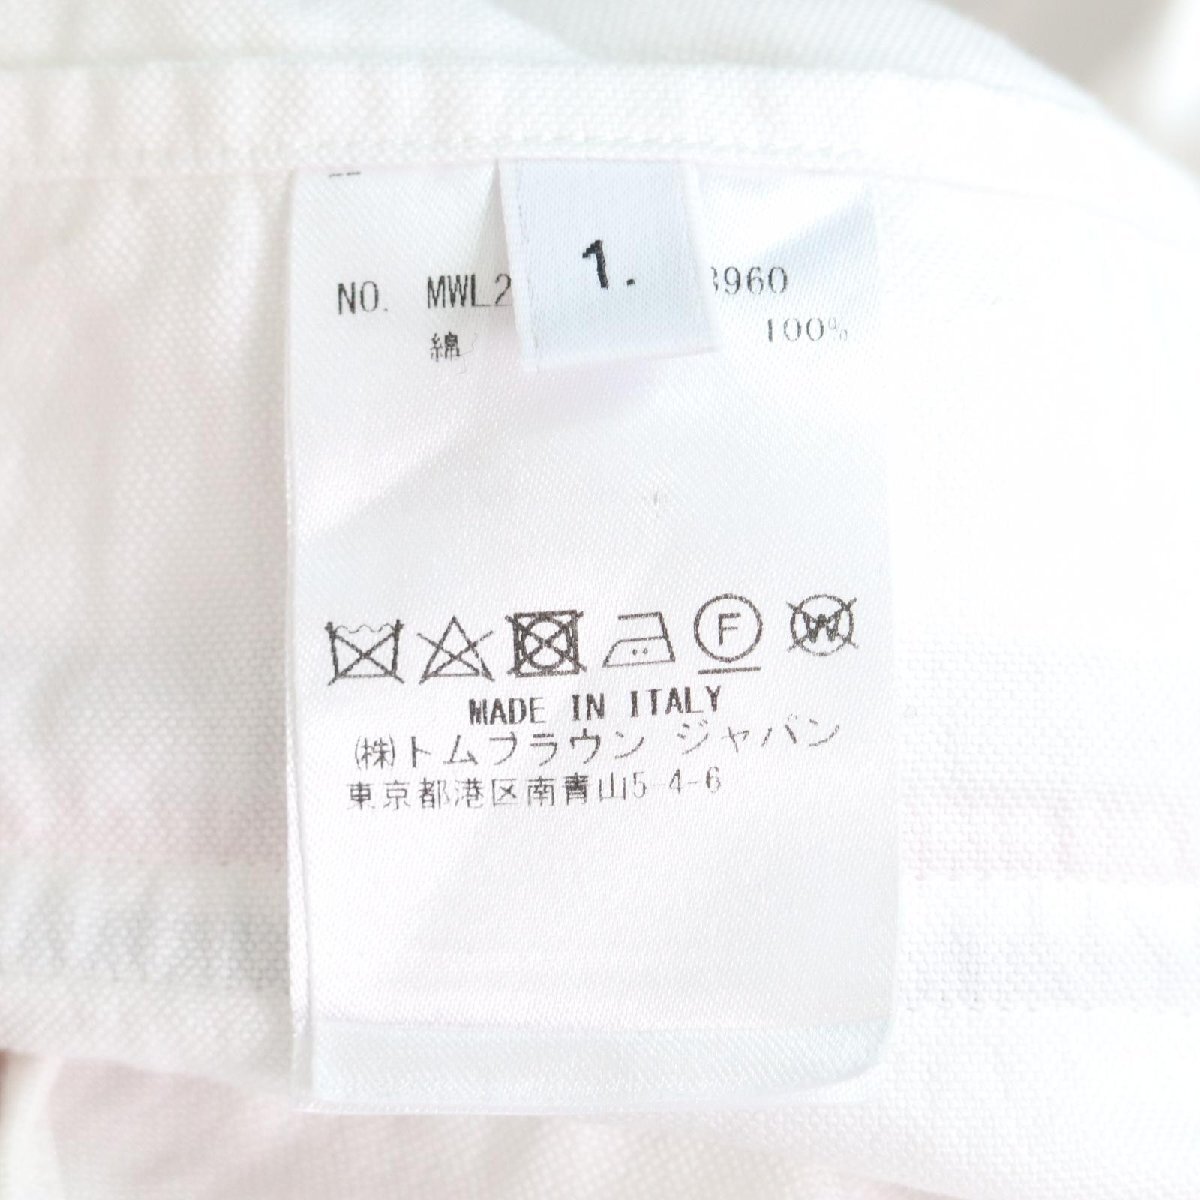 1.
NO. MWL2 3960
綿 100%
F W
MADE IN ITALY
(株)トムブラウン ジャパン
東京都港区南青山5-4-6